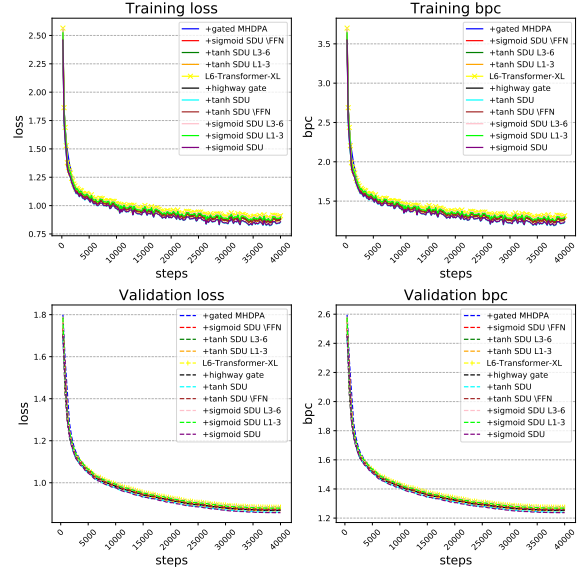 Training loss
loss
2.50
2.25
2.00
1.75
1.50
1.25
1.00
0.75
+gated MHDPA
+sigmoid SDU \FFN
+tanh SDU L3-6
+tanh SDU L1-3
L6-Transformer-XL
+highway gate
+tanh SDU
+tanh SDU \FFN
+sigmoid SDU L3-6
+sigmoid SDU L1-3
+sigmoid SDU
0 5000 10000 15000 20000 25000 30000 35000 40000
steps
Training bpc
bpc
3.5
3.0
2.5
2.0
1.5
+gated MHDPA
+sigmoid SDU \FFN
+tanh SDU L3-6
+tanh SDU L1-3
L6-Transformer-XL
+highway gate
+tanh SDU
+tanh SDU \FFN
+sigmoid SDU L3-6
+sigmoid SDU L1-3
+sigmoid SDU
0 5000 10000 15000 20000 25000 30000 35000 40000
steps
Validation loss
loss
1.8
1.6
1.4
1.2
1.0
+gated MHDPA
+sigmoid SDU \FFN
+tanh SDU L3-6
+tanh SDU L1-3
L6-Transformer-XL
+highway gate
+tanh SDU
+tanh SDU \FFN
+sigmoid SDU L3-6
+sigmoid SDU L1-3
+sigmoid SDU
0 5000 10000 15000 20000 25000 30000 35000 40000
steps
Validation bpc
bpc
2.6
2.4
2.2
2.0
1.8
1.6
1.4
1.2
+gated MHDPA
+sigmoid SDU \FFN
+tanh SDU L3-6
+tanh SDU L1-3
L6-Transformer-XL
+highway gate
+tanh SDU
+tanh SDU \FFN
+sigmoid SDU L3-6
+sigmoid SDU L1-3
+sigmoid SDU
0 5000 10000 15000 20000 25000 30000 35000 40000
steps